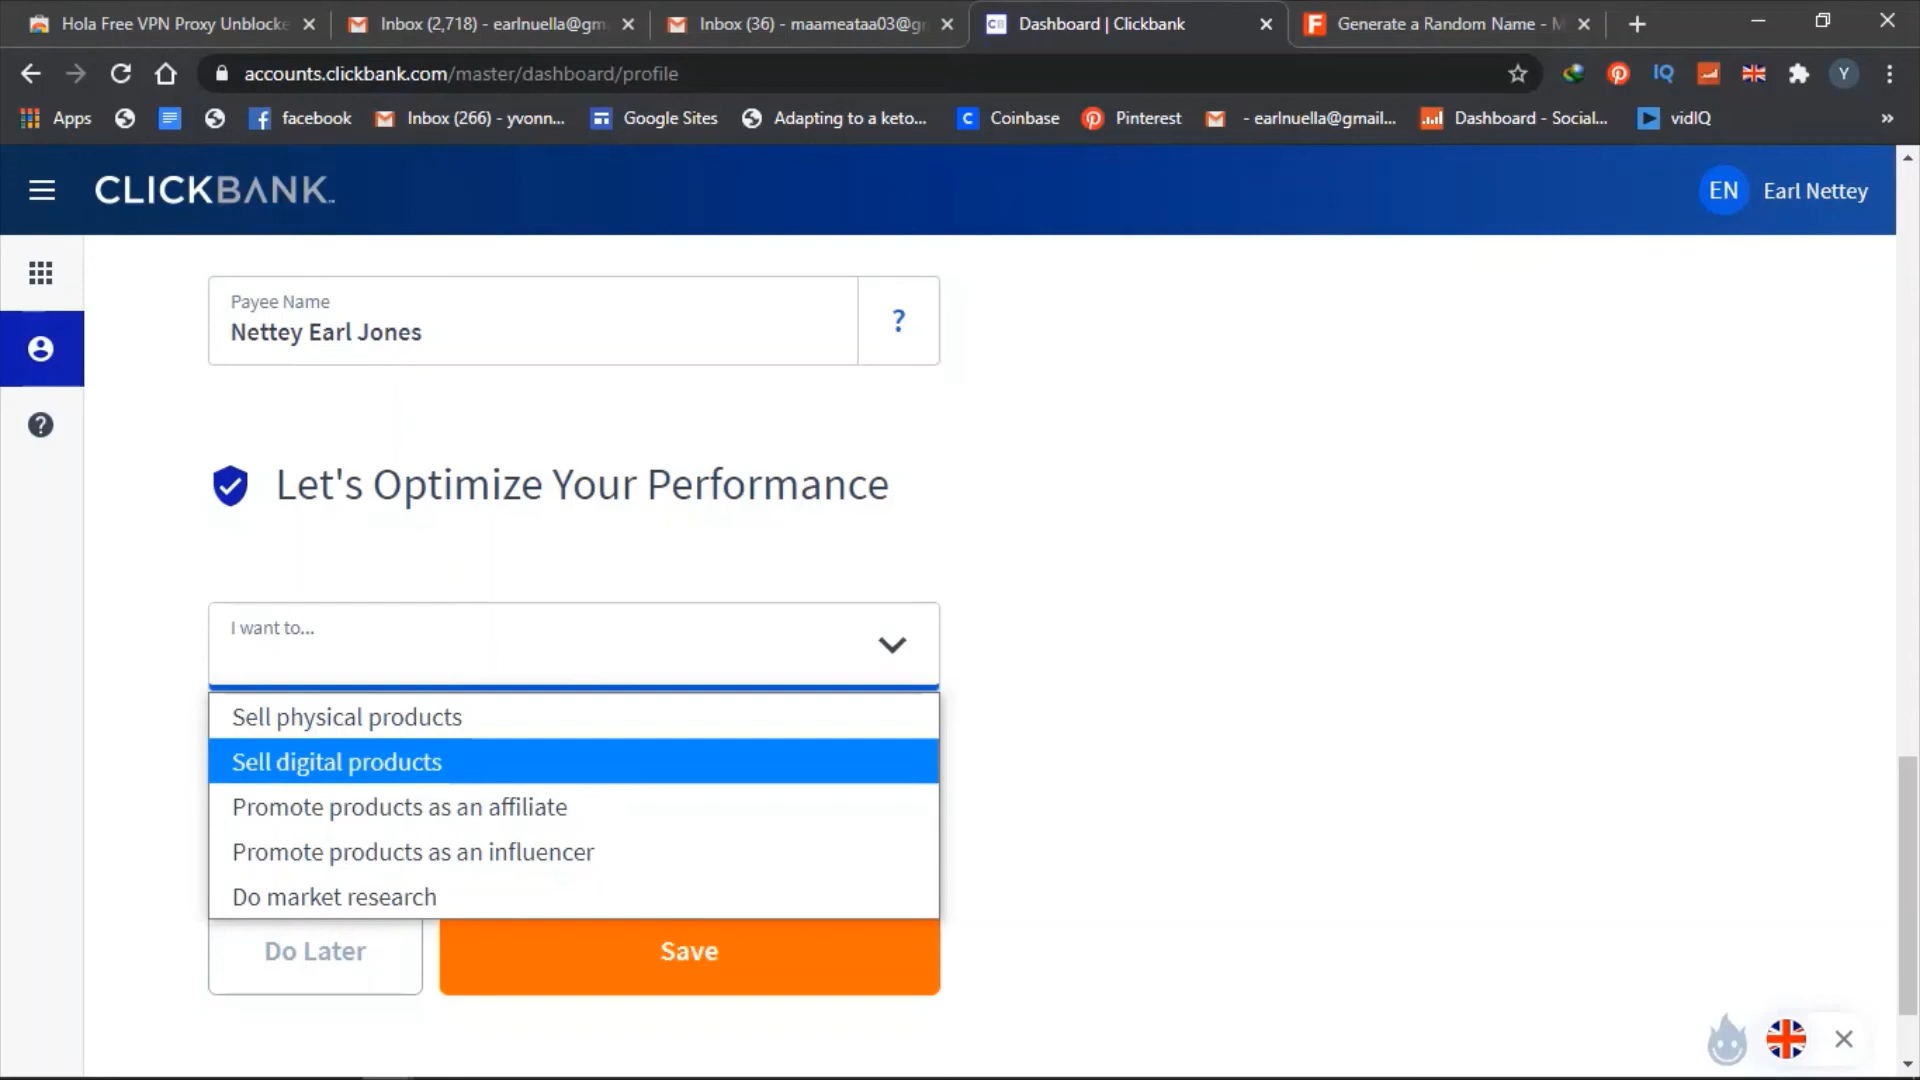 Hola Free VPN Proxy Unblocke
Inbox (2,718) - earlnuella@gm
Inbox (36) - maameataa03@gr
CB
Dashboard | Clickbank
Generate a Random Name - M
accounts.clickbank.com/master/dashboard/profile
IQ
Y
Apps
facebook
Inbox (266) - yvonn...
Google Sites
Adapting to a keto...
C
Coinbase
Pinterest
- earlnuella@gmail...
Dashboard - Social...
vidIQ
»
CLICKBANK
EN
Earl Nettey
Payee Name
Nettey Earl Jones
?
Let's Optimize Your Performance
I want to...
Sell physical products
Sell digital products
Promote products as an affiliate
Promote products as an influencer
Do market research
Do Later
Save